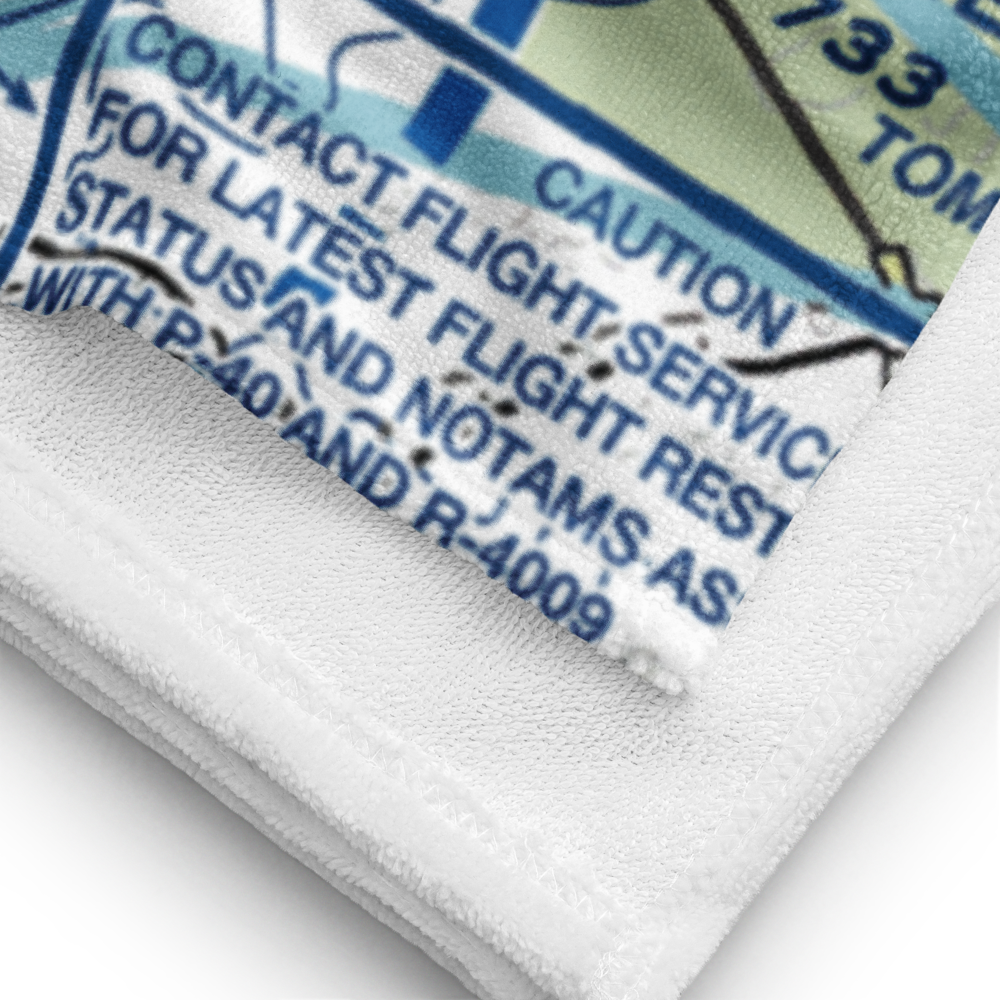 733
TOM
CAUTION
CONTACT FLIGHT SERVIC
FOR LATEST FLIGHT REST
STATUS AND NOTAMS AS
WITH P-40 AND R-4009